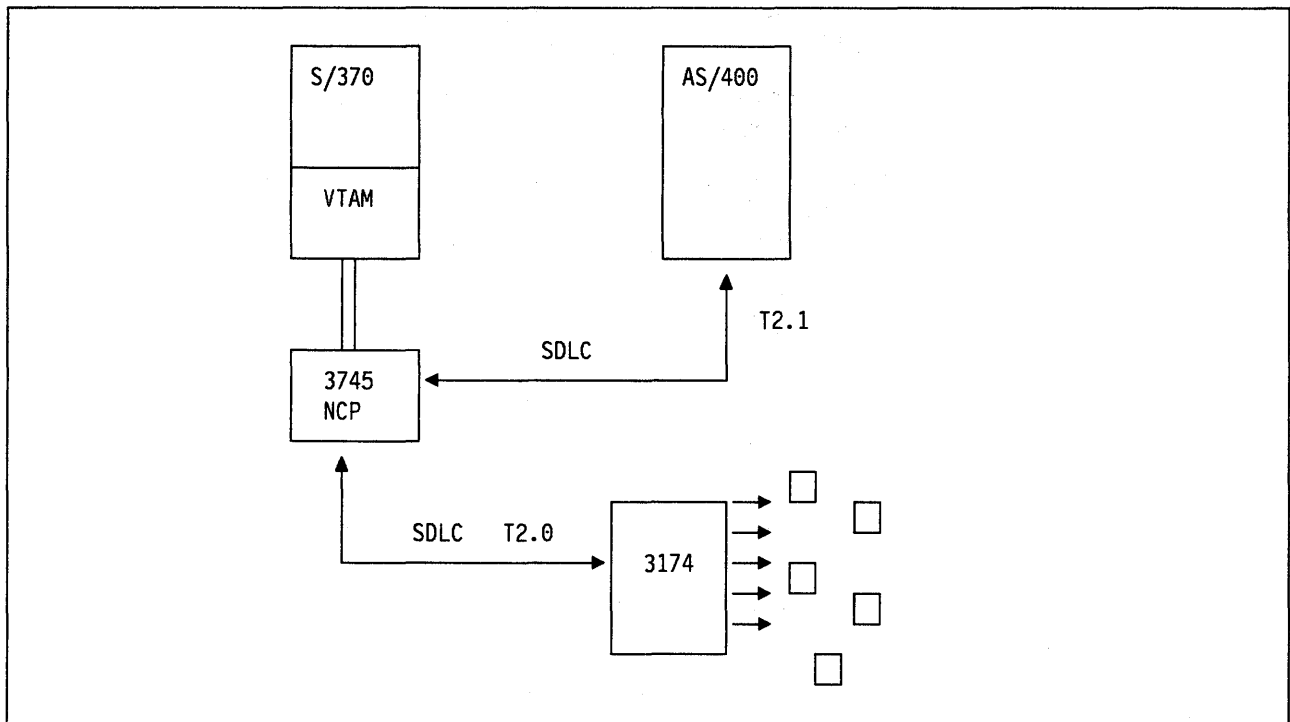 S/370
AS/400
VTAM
T2.1
SDLC
3745
NCP
SDLC T2.0
3174